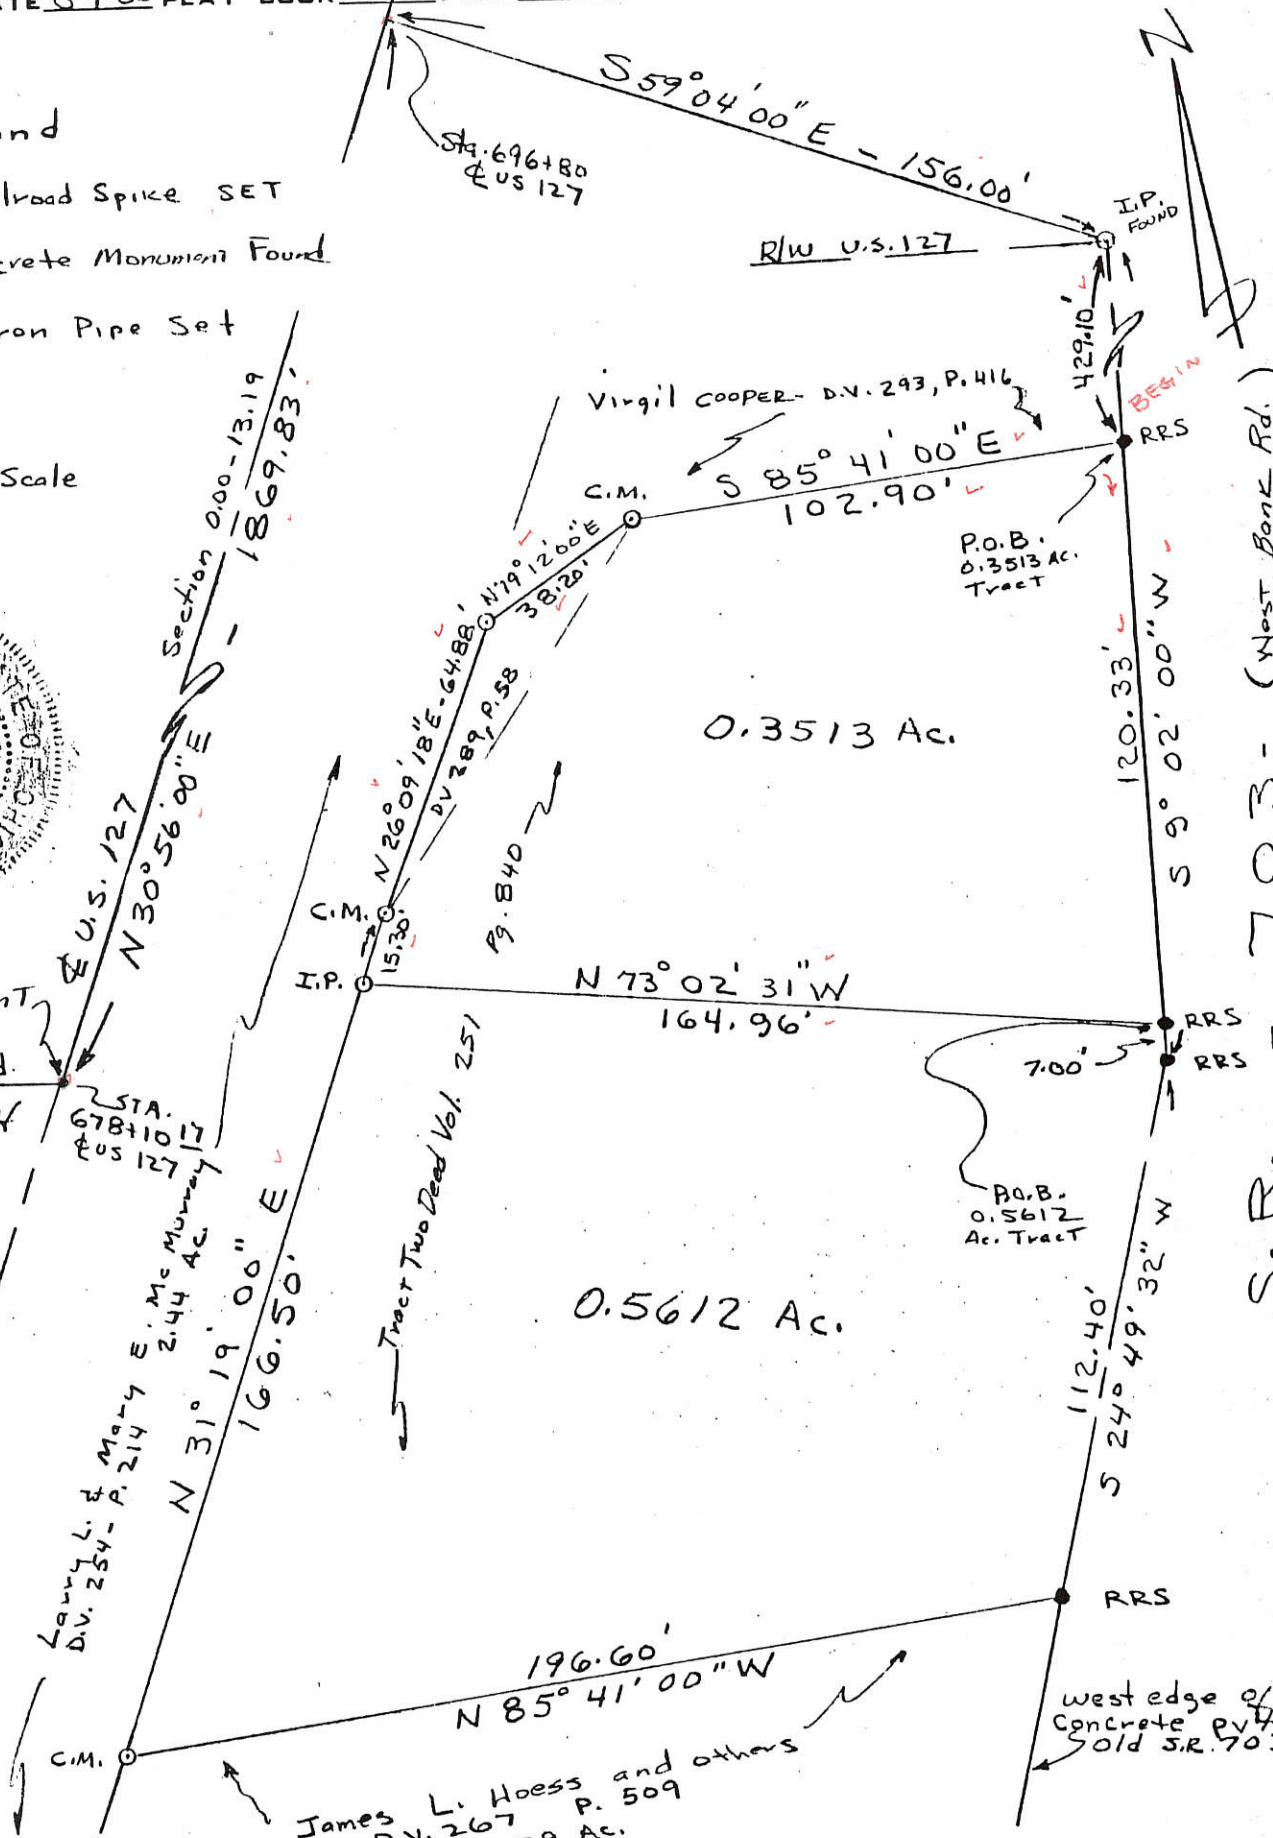 S 59° 04' 00" E - 156.00'
Sta. 696+80
℄ US 127
Railroad Spike SET
Concrete Monument Found
Iron Pipe Set
Scale
I.P.
FOUND
R/W U.S. 127
429.10'
BEGIN
RRS
Virgil COOPER - D.V. 293, P. 416
S 85° 41' 00" E
102.90'
C.M.
N 79° 12' 00" E
38.20'
P.O.B.
0.3513 Ac.
Tract
Section 0.00-13.19
1869.83'
N 26° 09' 18" E - 64.88'
DV 289, P. 58
0.3513 Ac.
120.33'
S 9° 02' 00" W
(West Bank Rd.)
703 -
℄ U.S. 127
N 30° 56' 00" E -
Pg. 840
C.M.
15.30'
I.P.
N 73° 02' 31" W
164.96'
RRS
7.00'
RRS
STA.
678+10.17
℄ US 127
Tract Two Deed Vol. 251
P.O.B.
0.5612
Ac. Tract
S. R.
0.5612 Ac.
112.40'
S 24° 49' 32" W
N 31° 19' 00" E
166.50'
Larry L. & Mary E. McMurray
D.V. 254 - P. 214
2.44 Ac.
RRS
196.60'
N 85° 41' 00" W
C.M.
west edge of
Concrete
Old S.R. 703
James L. Hoess and others
D.V. 267 P. 509
Ac.
N